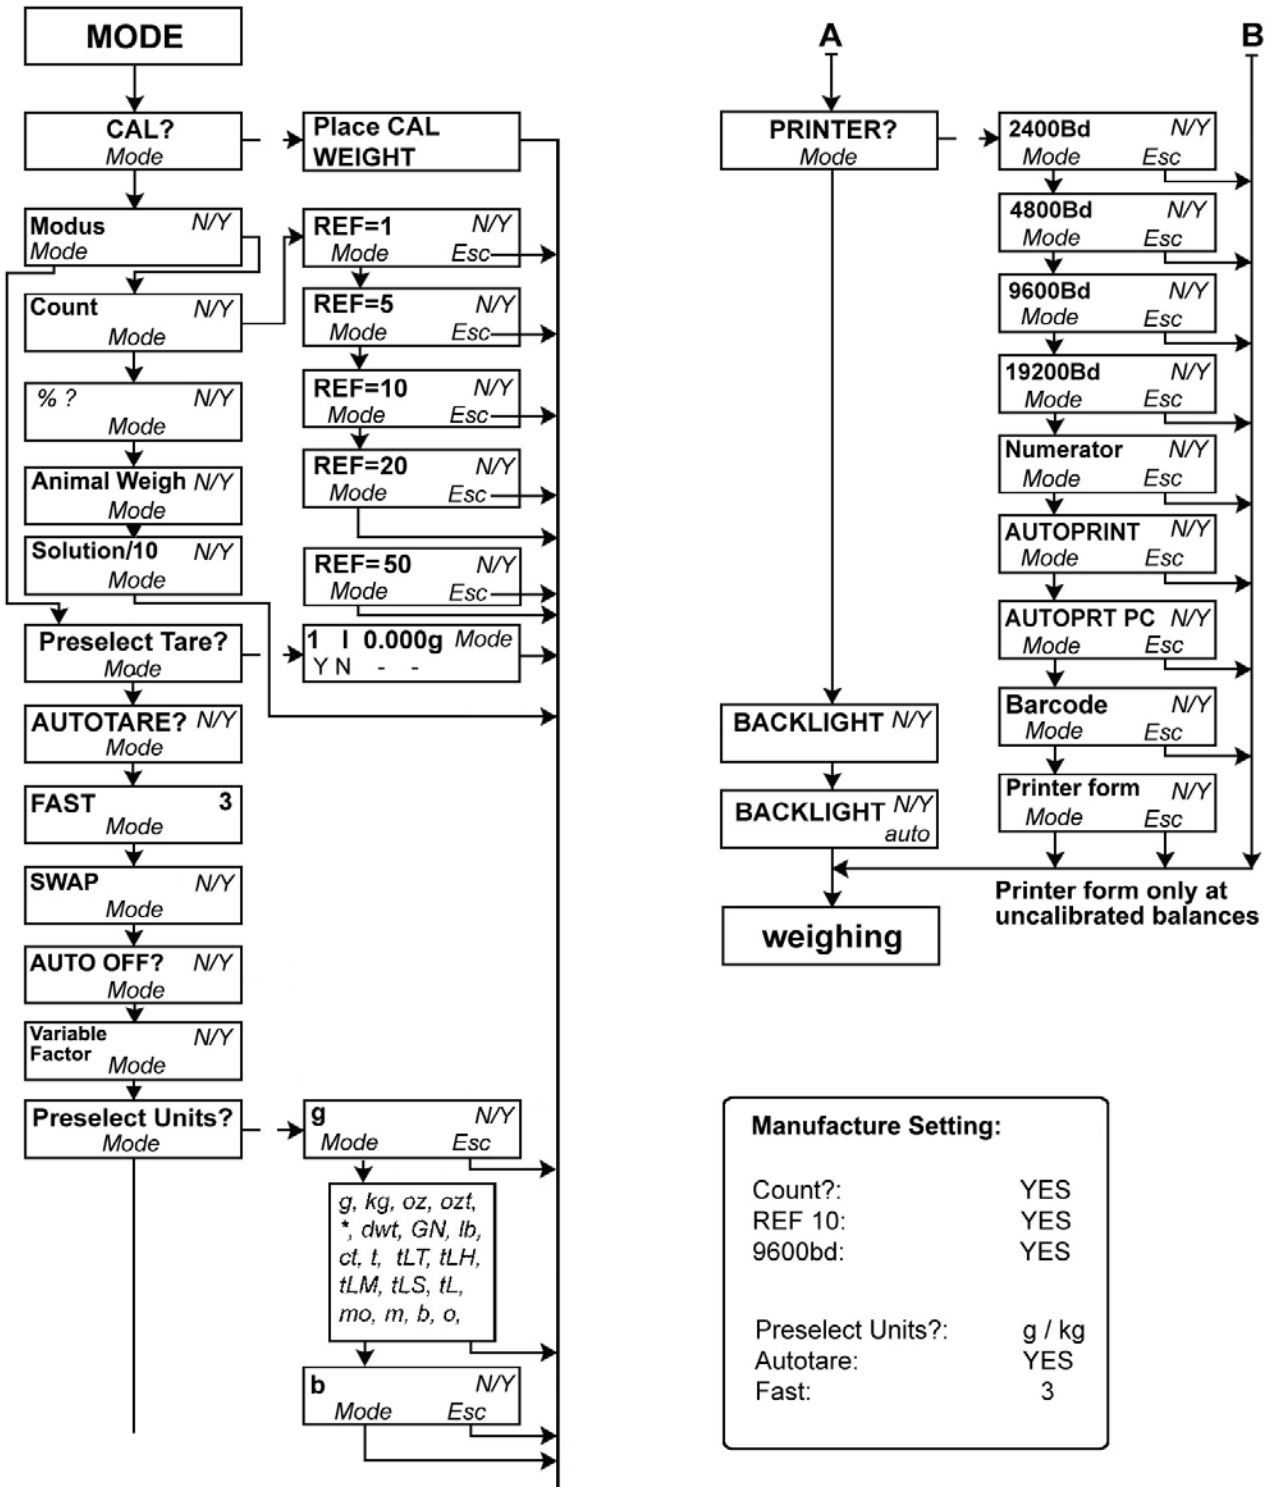 MODE
CAL?
Mode
Place CAL
WEIGHT
Modus N/Y
Mode
REF=1 N/Y
Mode Esc
Count N/Y
Mode
REF=5 N/Y
Mode Esc
% ? N/Y
Mode
REF=10 N/Y
Mode Esc
Animal Weigh N/Y
Mode
REF=20 N/Y
Mode Esc
Solution/10 N/Y
Mode
REF=50 N/Y
Mode Esc
Preselect Tare?
Mode
1 I 0.000g Mode
Y N - -
AUTOTARE? N/Y
Mode
FAST 3
Mode
SWAP N/Y
Mode
AUTO OFF? N/Y
Mode
Variable N/Y
Factor
Mode
Preselect Units?
Mode
g N/Y
Mode Esc
g, kg, oz, ozt,
*, dwt, GN, lb,
ct, t, tLT, tLH,
tLM, tLS, tL,
mo, m, b, o,
b N/Y
Mode Esc
A
B
PRINTER?
Mode
2400Bd N/Y
Mode Esc
4800Bd N/Y
Mode Esc
9600Bd N/Y
Mode Esc
19200Bd N/Y
Mode Esc
Numerator N/Y
Mode Esc
AUTOPRINT N/Y
Mode Esc
AUTOPRT PC N/Y
Mode Esc
Barcode N/Y
Mode Esc
Printer form N/Y
Mode Esc
BACKLIGHT N/Y
BACKLIGHT N/Y
auto
Printer form only at
uncalibrated balances
weighing
Manufacture Setting:
Count?: YES
REF 10: YES
9600bd: YES
Preselect Units?: g / kg
Autotare: YES
Fast: 3